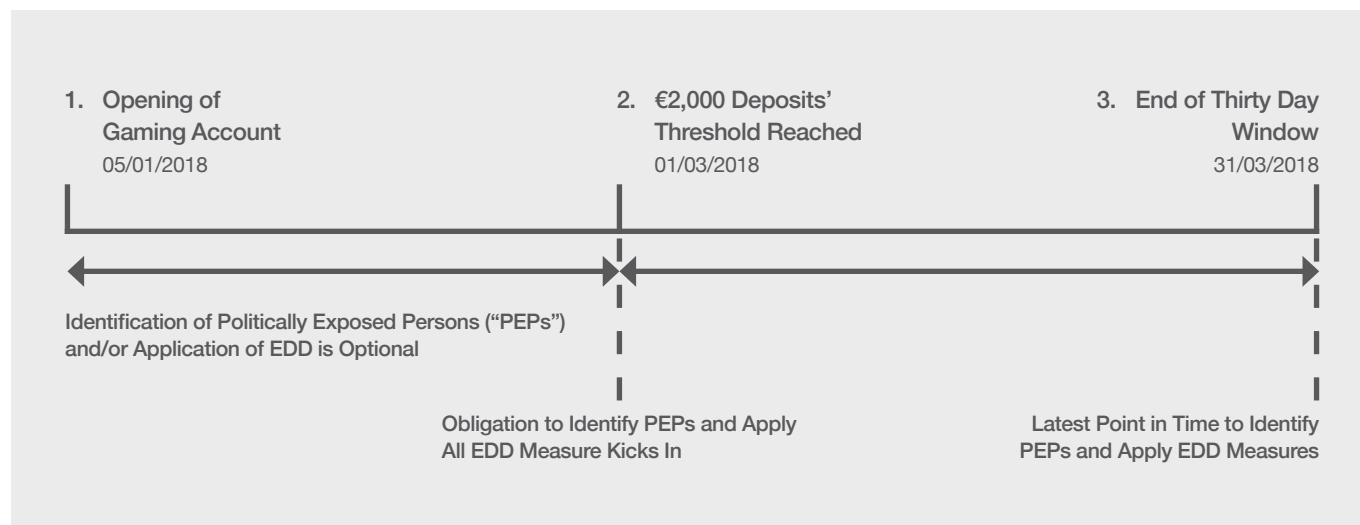 1. Opening of
Gaming Account
05/01/2018
2. €2,000 Deposits’
Threshold Reached
01/03/2018
3. End of Thirty Day
Window
31/03/2018
Identification of Politically Exposed Persons (“PEPs”)
and/or Application of EDD is Optional
Obligation to Identify PEPs and Apply
All EDD Measure Kicks In
Latest Point in Time to Identify
PEPs and Apply EDD Measures